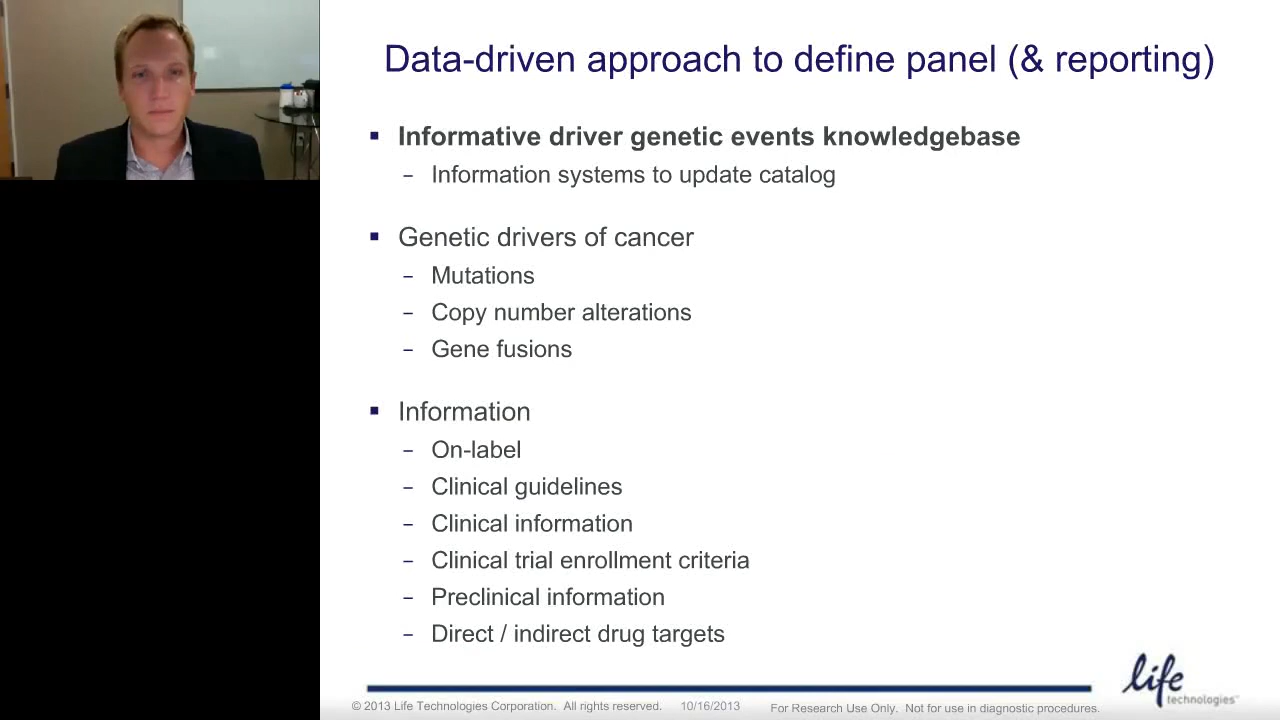 Data-driven approach to define panel (& reporting)
▪ Informative driver genetic events knowledgebase
– Information systems to update catalog
▪ Genetic drivers of cancer
– Mutations
– Copy number alterations
– Gene fusions
▪ Information
– On-label
– Clinical guidelines
– Clinical information
– Clinical trial enrollment criteria
– Preclinical information
– Direct / indirect drug targets
life
technologies™
© 2013 Life Technologies Corporation. All rights reserved. 10/16/2013 For Research Use Only. Not for use in diagnostic procedures.